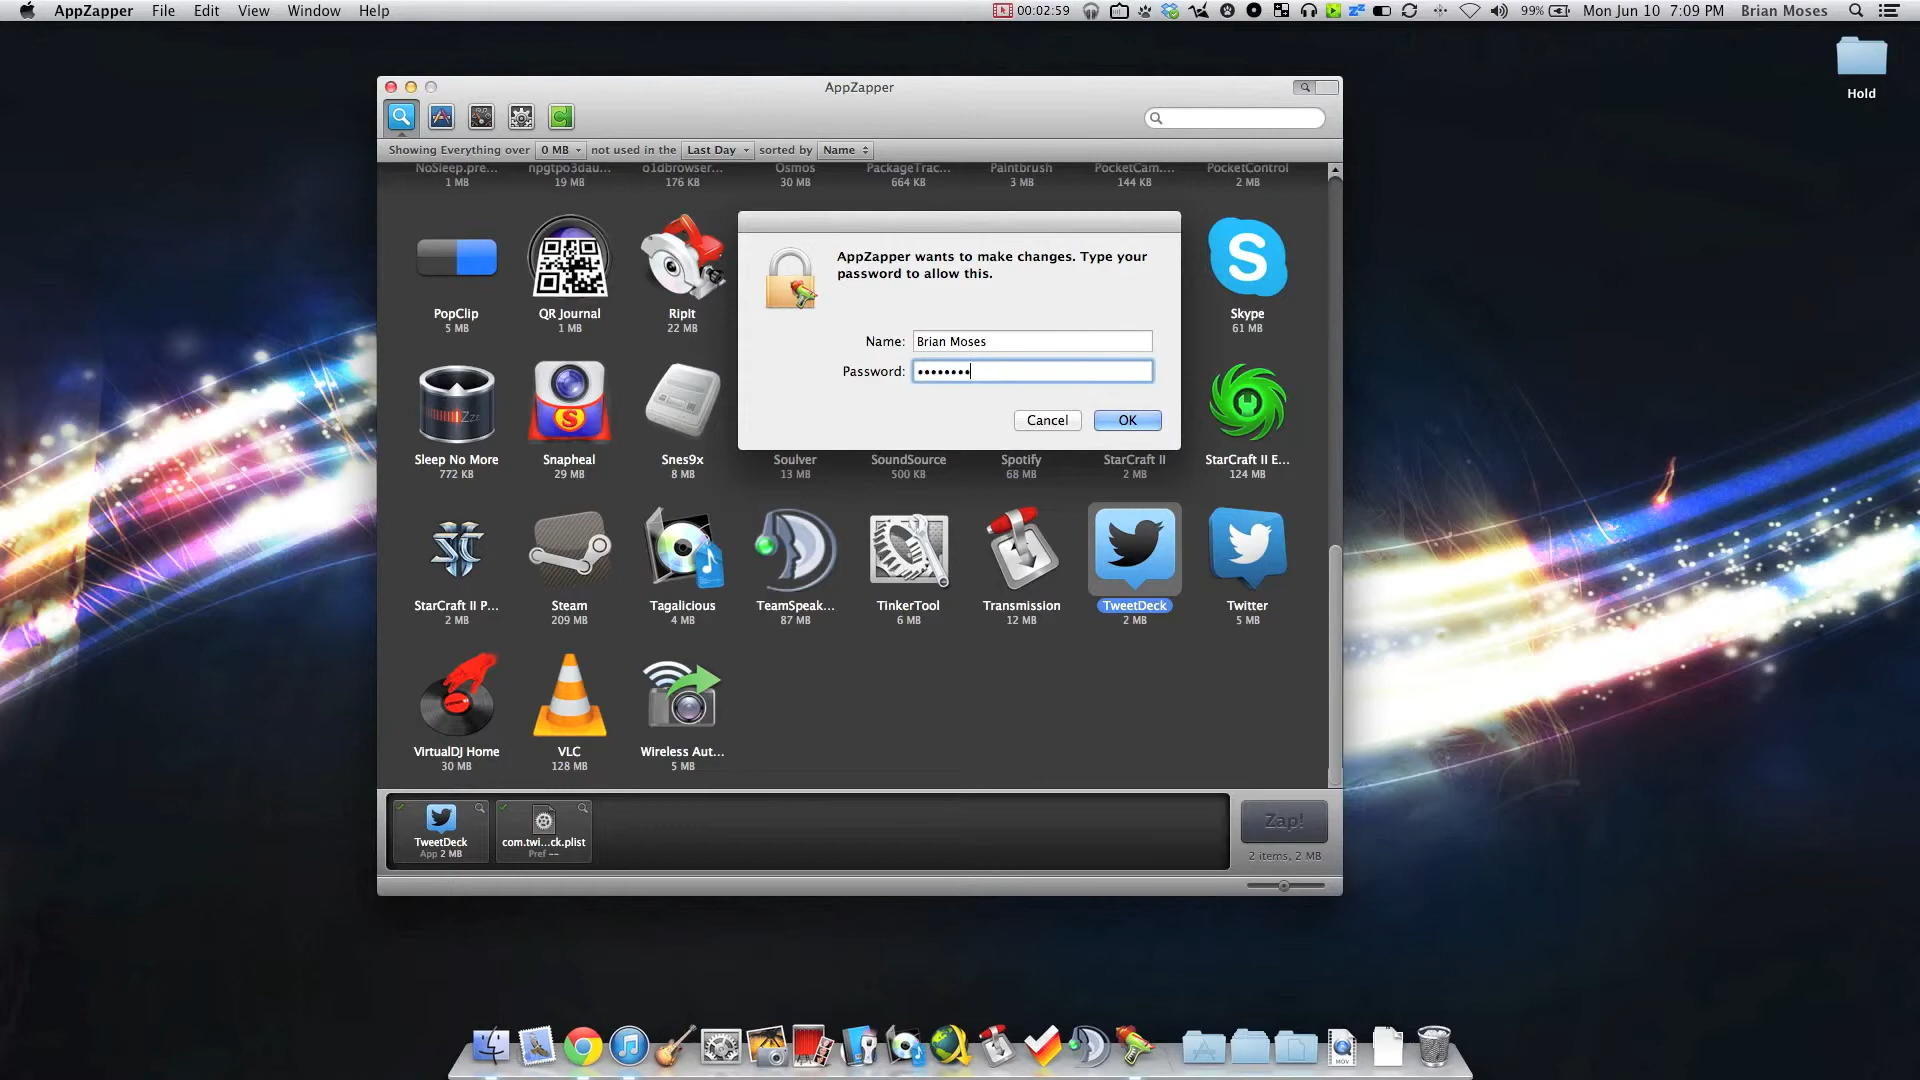 AppZapper File Edit View Window Help 00:02:59 99% Mon Jun 10 7:09 PM Brian Moses
Hold
AppZapper
Showing Everything over 0 MB not used in the Last Day sorted by Name
NoSleep.pre... npgtpo3dau... o1dbrowser... Osmos PackageTrac... Paintbrush PocketCam.... PocketControl
1 MB 19 MB 176 KB 30 MB 664 KB 3 MB 144 KB 2 MB
AppZapper wants to make changes. Type your
password to allow this.
Name: Brian Moses
Password: ••••••••
Cancel OK
PopClip QR Journal RipIt Skype
5 MB 1 MB 22 MB 61 MB
Sleep No More Snapheal Snes9x Soulver SoundSource Spotify StarCraft II StarCraft II E...
772 KB 29 MB 8 MB 13 MB 500 KB 68 MB 2 MB 124 MB
StarCraft II P... Steam Tagalicious TeamSpeak... TinkerTool Transmission TweetDeck Twitter
2 MB 209 MB 4 MB 87 MB 6 MB 12 MB 2 MB 5 MB
VirtualDJ Home VLC Wireless Aut...
30 MB 128 MB 5 MB
TweetDeck com.twi...ck.plist Zap!
App 2 MB Pref -- 2 items, 2 MB